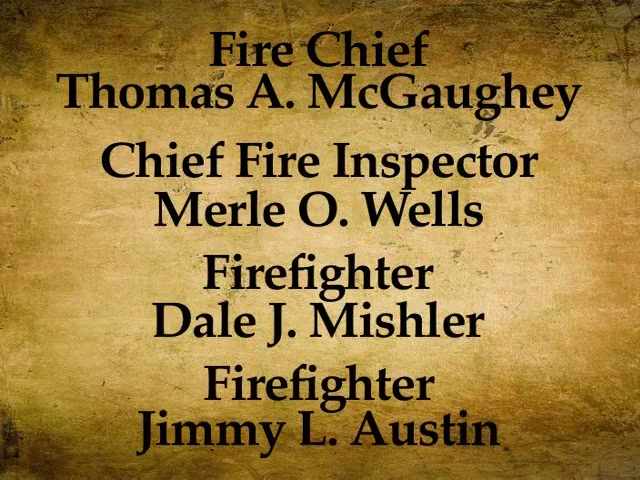 Fire Chief
Thomas A. McGaughey
Chief Fire Inspector
Merle O. Wells
Firefighter
Dale J. Mishler
Firefighter
Jimmy L. Austin